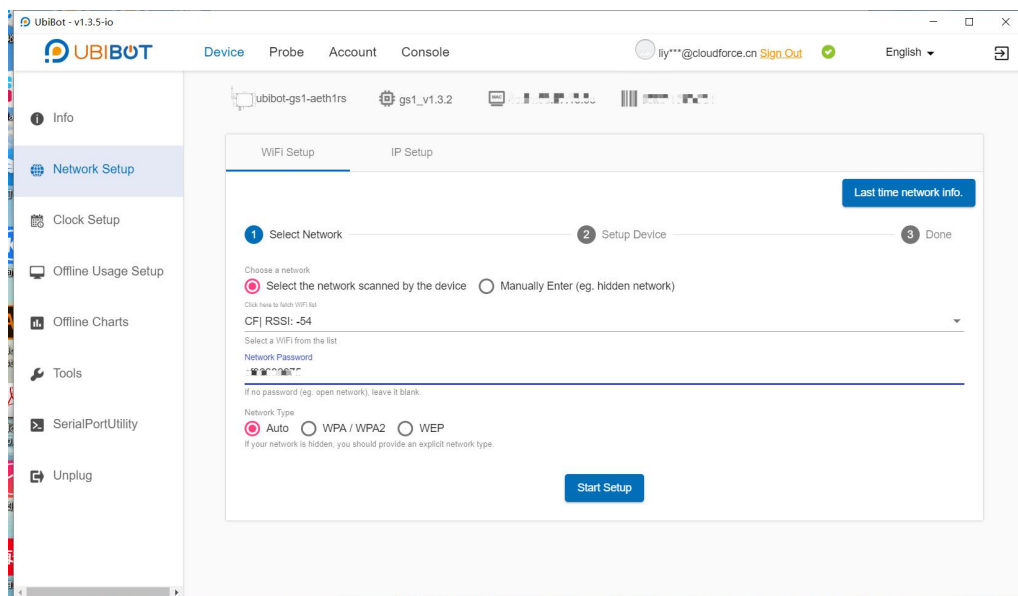 UbiBot - v1.3.5-io
UBIBOT Device Probe Account Console liy***@cloudforce.cn Sign Out English
ubibot-gs1-aeth1rs gs1_v1.3.2 MAC
Info
Network Setup
Clock Setup
Offline Usage Setup
Offline Charts
Tools
SerialPortUtility
Unplug
WiFi Setup IP Setup
Last time network info.
1 Select Network 2 Setup Device 3 Done
Choose a network
Select the network scanned by the device Manually Enter (eg. hidden network)
Click here to fetch WIFI list
CF| RSSI: -54
Select a WiFi from the list
Network Password
If no password (eg. open network), leave it blank.
Network Type
Auto WPA / WPA2 WEP
If your network is hidden, you should provide an explicit network type.
Start Setup